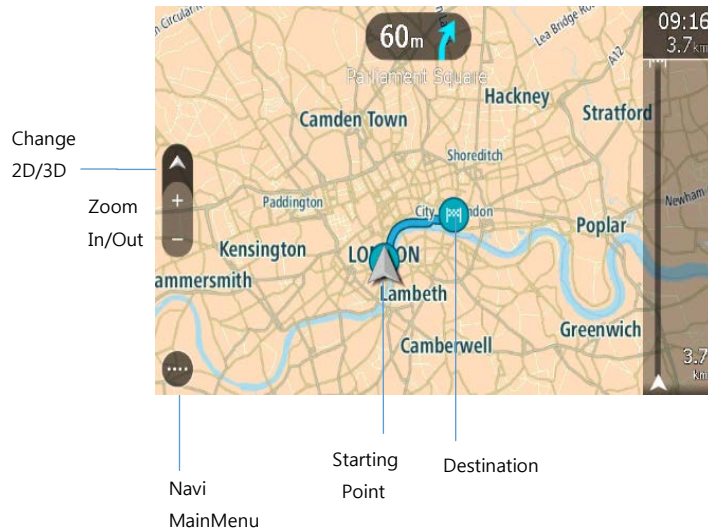 09:16
3.7km
60m
Parliament Square
Lea Bridge Ro
A12
Hackney
Stratford
Camden Town
Shoreditch
Change
2D/3D
+
Zoom
In/Out
−
Paddington
City
ndon
Newham
Poplar
Kensington
LO
ON
ammersmith
Lambeth
Greenwich
Camberwell
3.7
km
Starting
Point
Destination
Navi
MainMenu